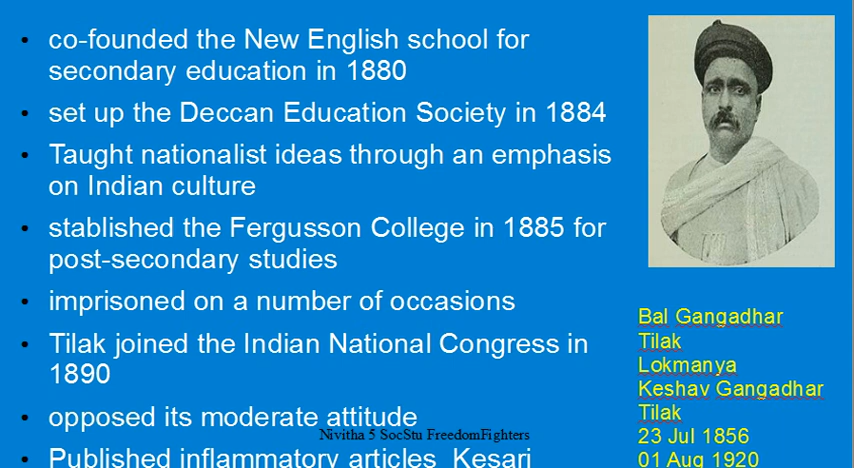 co-founded the New English school for
secondary education in 1880
set up the Deccan Education Society in 1884
Taught nationalist ideas through an emphasis
on Indian culture
stablished the Fergusson College in 1885 for
post-secondary studies
imprisoned on a number of occasions
Tilak joined the Indian National Congress in
1890
opposed its moderate attitude
Nivitha 5 SocStu FreedomFighters
Published inflammatory articles Kesari
Bal Gangadhar
Tilak
Lokmanya
Keshav Gangadhar
Tilak
23 Jul 1856
01 Aug 1920